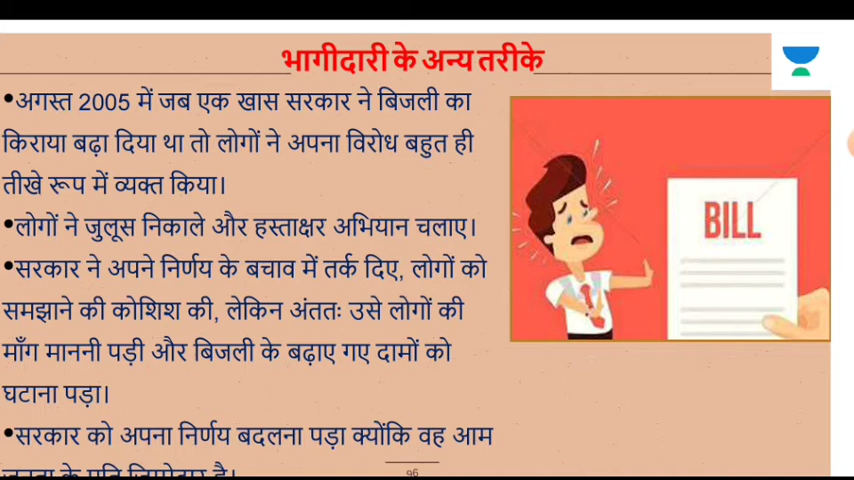 भागीदारी के अन्य तरीके
•अगस्त 2005 में जब एक खास सरकार ने बिजली का
किराया बढ़ा दिया था तो लोगों ने अपना विरोध बहुत ही
तीखे रूप में व्यक्त किया।
•लोगों ने जुलूस निकाले और हस्ताक्षर अभियान चलाए।
•सरकार ने अपने निर्णय के बचाव में तर्क दिए, लोगों को
समझाने की कोशिश की, लेकिन अंततः उसे लोगों की
माँग माननी पड़ी और बिजली के बढ़ाए गए दामों को
घटाना पड़ा।
•सरकार को अपना निर्णय बदलना पड़ा क्योंकि वह आम
BILL